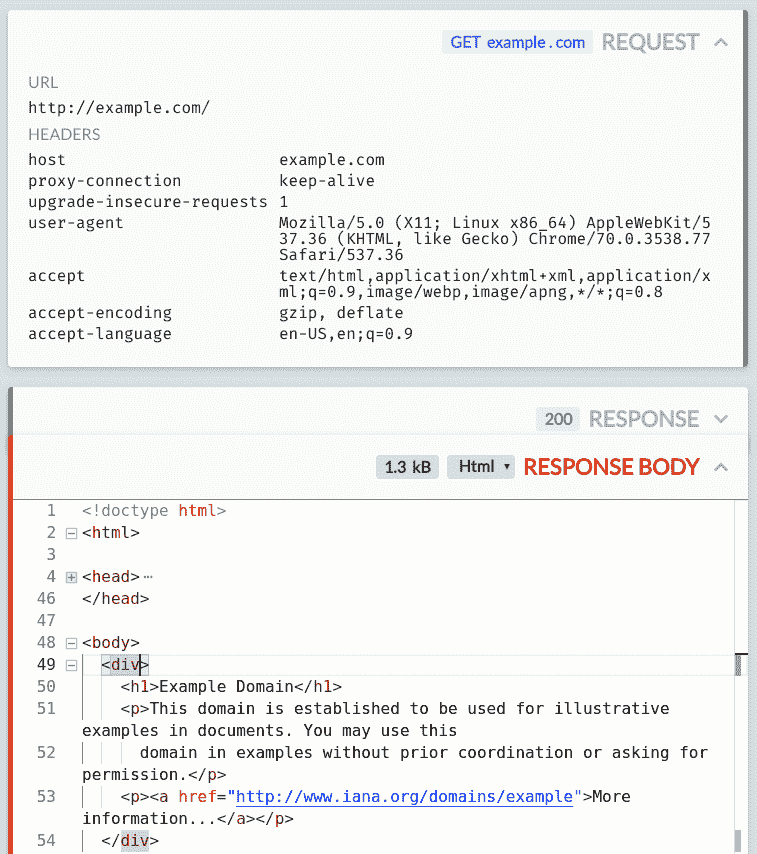 GET example.com REQUEST
URL
http://example.com/
HEADERS
host example.com
proxy-connection keep-alive
upgrade-insecure-requests 1
user-agent Mozilla/5.0 (X11; Linux x86_64) AppleWebKit/5
37.36 (KHTML, like Gecko) Chrome/70.0.3538.77
Safari/537.36
accept text/html,application/xhtml+xml,application/x
ml;q=0.9,image/webp,image/apng,*/*;q=0.8
accept-encoding gzip, deflate
accept-language en-US,en;q=0.9
200 RESPONSE
1.3 kB Html RESPONSE BODY
1 <!doctype html>
2 <html>
3
4 <head>⋯
46 </head>
47
48 <body>
49 <div>
50 <h1>Example Domain</h1>
51 <p>This domain is established to be used for illustrative
examples in documents. You may use this
52 domain in examples without prior coordination or asking for
permission.</p>
53 <p><a href="http://www.iana.org/domains/example">More
information...</a></p>
54 </div>